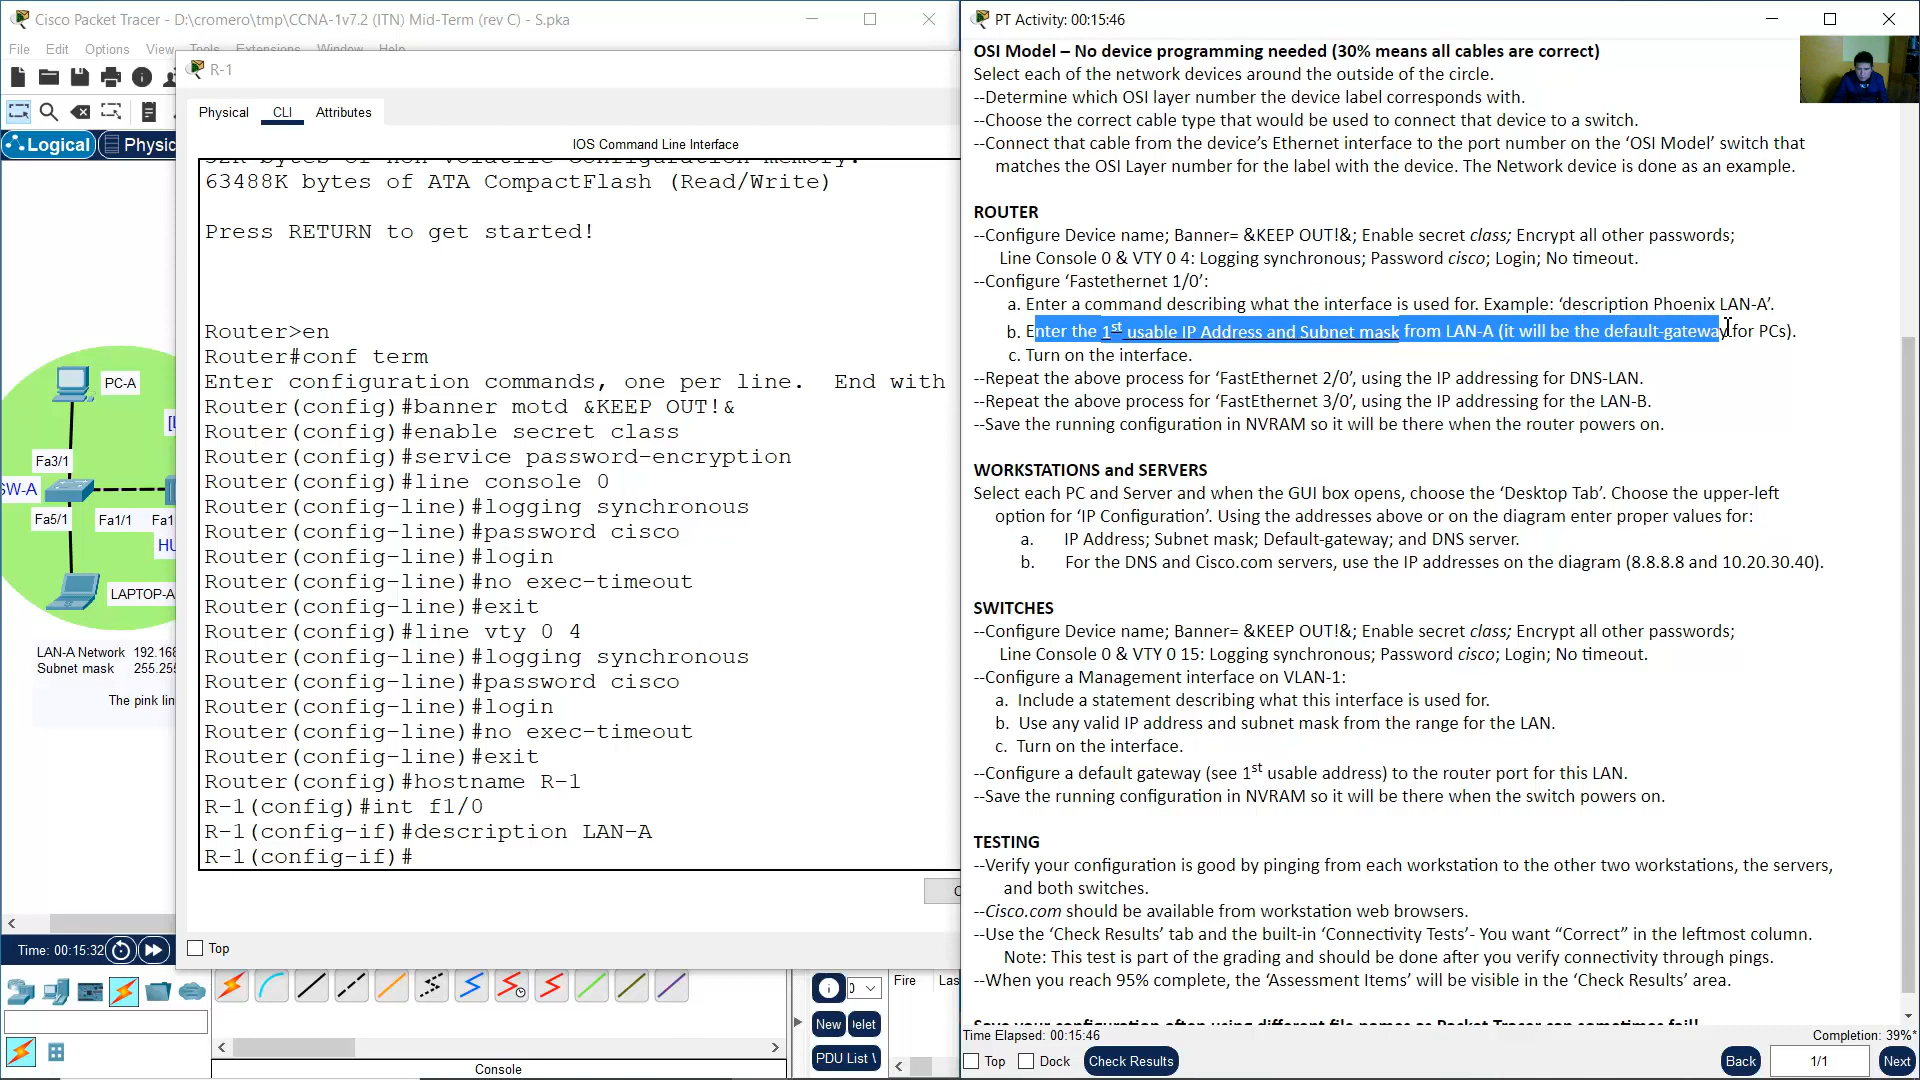 Cisco Packet Tracer - D:\cromero\tmp\CCNA-1v7.2 (ITN) Mid-Term (rev C) - S.pka
File Edit Options View Tools Extensions Window Help
R-1
Physical CLI Attributes
IOS Command Line Interface
Logical
63488K bytes of ATA CompactFlash (Read/Write)
Press RETURN to get started!
Router>en
Router#conf term
Enter configuration commands, one per line. End with
Router(config)#banner motd &KEEP OUT!&
Router(config)#enable secret class
Router(config)#service password-encryption
Router(config)#line console 0
Router(config-line)#logging synchronous
Router(config-line)#password cisco
Router(config-line)#login
Router(config-line)#no exec-timeout
Router(config-line)#exit
Router(config)#line vty 0 4
Router(config-line)#logging synchronous
Router(config-line)#password cisco
Router(config-line)#login
Router(config-line)#no exec-timeout
Router(config-line)#exit
Router(config)#hostname R-1
R-1(config)#int f1/0
R-1(config-if)#description LAN-A
R-1(config-if)#
Top
PC-A
Fa3/1
SW-A
Fa5/1 Fa1/1 Fa1
HU
LAPTOP-A
LAN-A Network 192.168
Subnet mask 255.255
The pink lin
Time: 00:15:32
Console
0
New
PDU List
Fire Las
PT Activity: 00:15:46
OSI Model – No device programming needed (30% means all cables are correct)
Select each of the network devices around the outside of the circle.
--Determine which OSI layer number the device label corresponds with.
--Choose the correct cable type that would be used to connect that device to a switch.
--Connect that cable from the device's Ethernet interface to the port number on the 'OSI Model' switch that
matches the OSI Layer number for the label with the device. The Network device is done as an example.
ROUTER
--Configure Device name; Banner= &KEEP OUT!&; Enable secret class; Encrypt all other passwords;
Line Console 0 & VTY 0 4: Logging synchronous; Password cisco; Login; No timeout.
--Configure 'Fastethernet 1/0':
a. Enter a command describing what the interface is used for. Example: 'description Phoenix LAN-A'.
b. Enter the 1st usable IP Address and Subnet mask from LAN-A (it will be the default-gateway for PCs).
c. Turn on the interface.
--Repeat the above process for 'FastEthernet 2/0', using the IP addressing for DNS-LAN.
--Repeat the above process for 'FastEthernet 3/0', using the IP addressing for the LAN-B.
--Save the running configuration in NVRAM so it will be there when the router powers on.
WORKSTATIONS and SERVERS
Select each PC and Server and when the GUI box opens, choose the 'Desktop Tab'. Choose the upper-left
option for 'IP Configuration'. Using the addresses above or on the diagram enter proper values for:
a. IP Address; Subnet mask; Default-gateway; and DNS server.
b. For the DNS and Cisco.com servers, use the IP addresses on the diagram (8.8.8.8 and 10.20.30.40).
SWITCHES
--Configure Device name; Banner= &KEEP OUT!&; Enable secret class; Encrypt all other passwords;
Line Console 0 & VTY 0 15: Logging synchronous; Password cisco; Login; No timeout.
--Configure a Management interface on VLAN-1:
a. Include a statement describing what this interface is used for.
b. Use any valid IP address and subnet mask from the range for the LAN.
c. Turn on the interface.
--Configure a default gateway (see 1st usable address) to the router port for this LAN.
--Save the running configuration in NVRAM so it will be there when the switch powers on.
TESTING
--Verify your configuration is good by pinging from each workstation to the other two workstations, the servers,
and both switches.
--Cisco.com should be available from workstation web browsers.
--Use the 'Check Results' tab and the built-in 'Connectivity Tests'- You want "Correct" in the leftmost column.
Note: This test is part of the grading and should be done after you verify connectivity through pings.
--When you reach 95% complete, the 'Assessment Items' will be visible in the 'Check Results' area.
Time Elapsed: 00:15:46 Completion: 39%*
Top Dock Check Results Back 1/1 Next